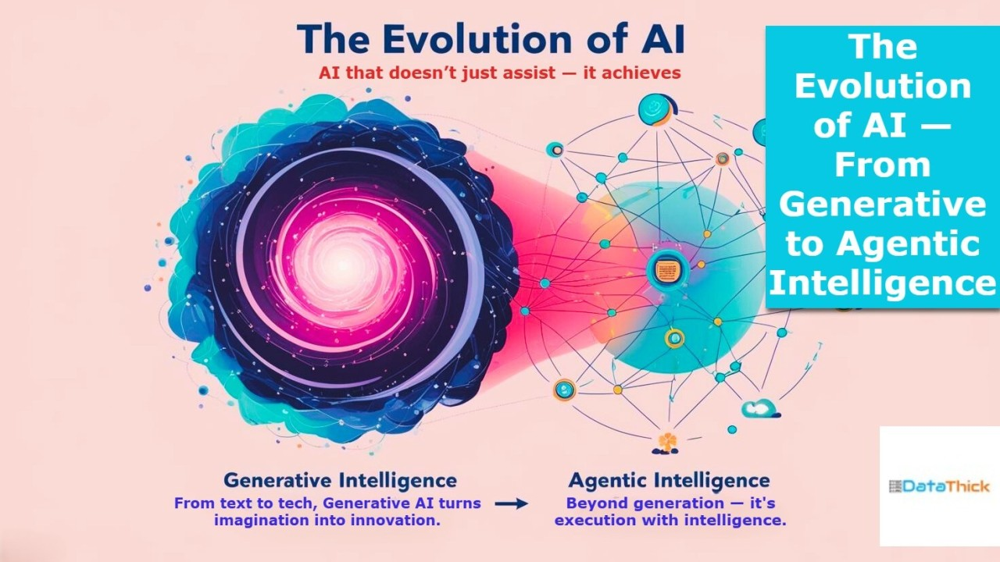 The Evolution of AI
AI that doesn’t just assist — it achieves
The
Evolution
of AI —
From
Generative
to Agentic
Intelligence
Generative Intelligence
From text to tech, Generative AI turns
imagination into innovation.
Agentic Intelligence
Beyond generation — it's
execution with intelligence.
DataThick